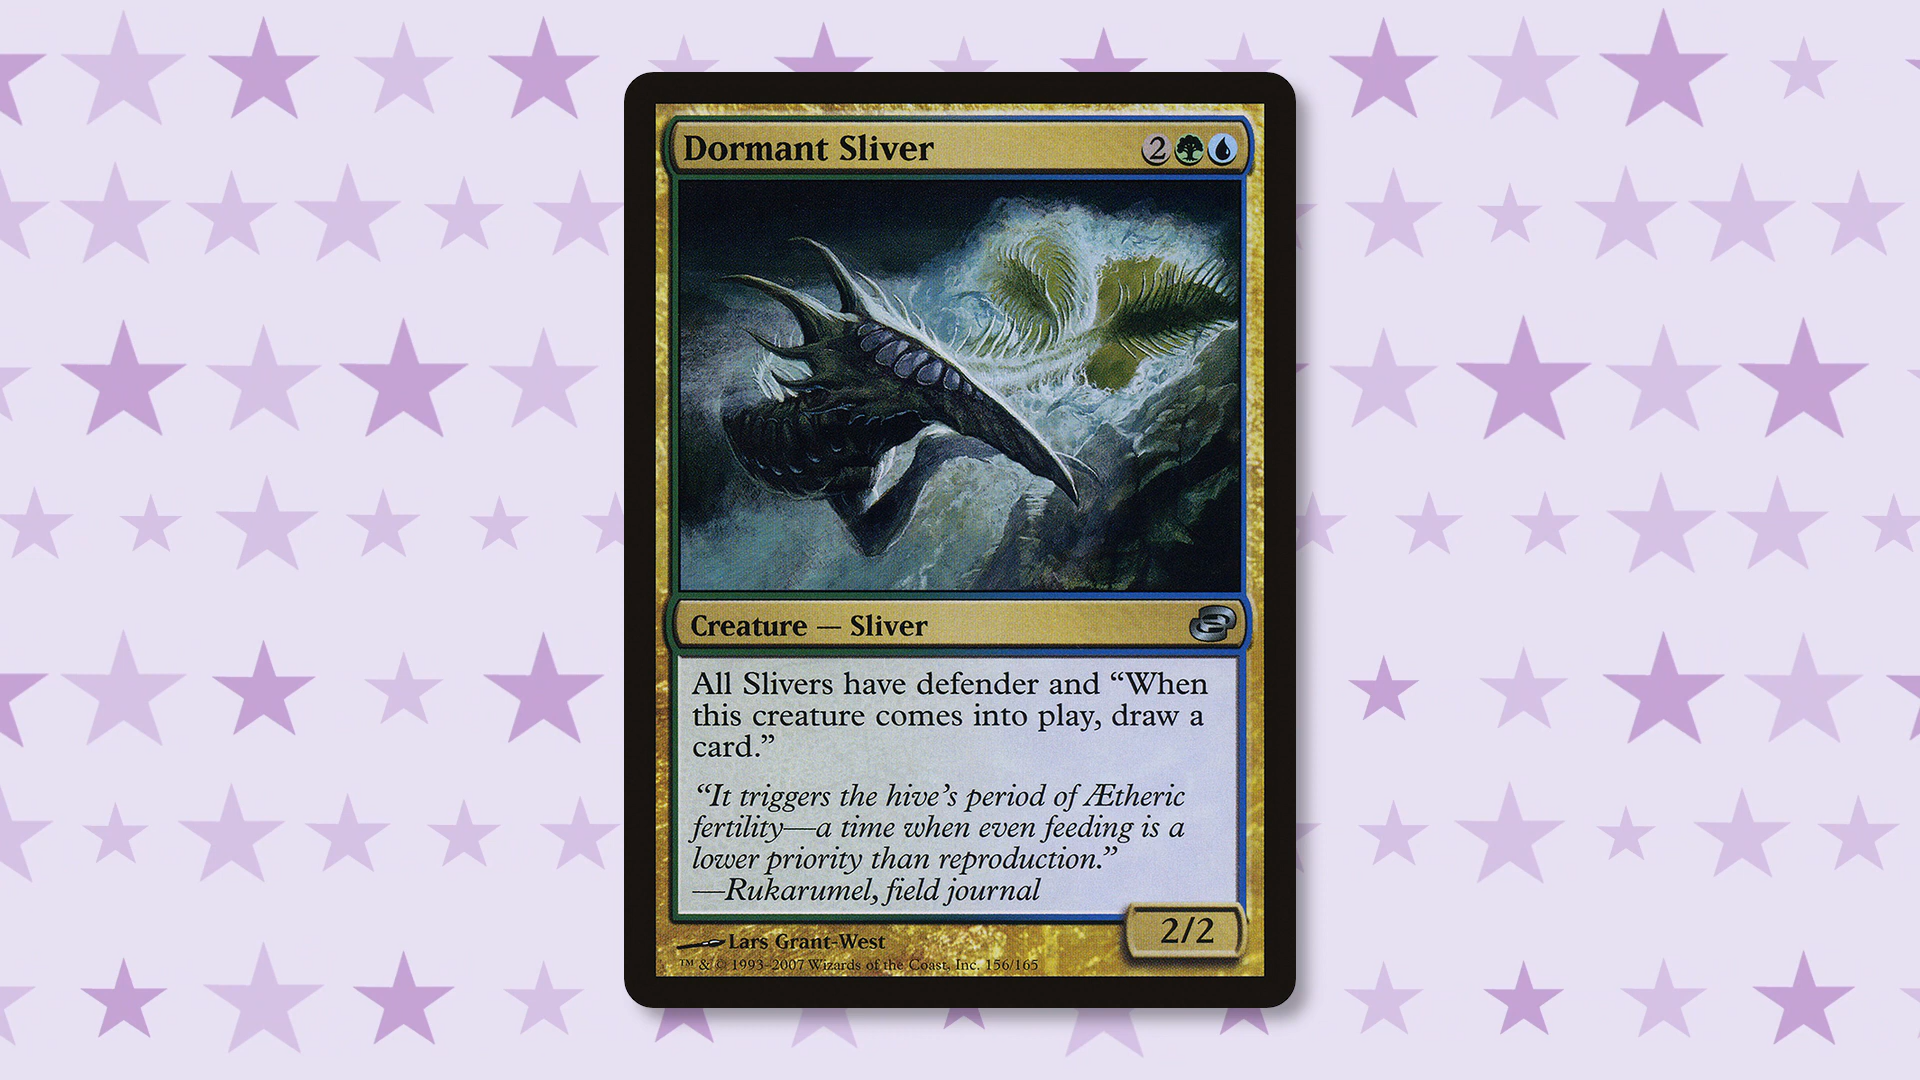 Dormant Sliver 2
Creature — Sliver
All Slivers have defender and “When
this creature comes into play, draw a
card.”
“It triggers the hive’s period of Ætheric
fertility—a time when even feeding is a
lower priority than reproduction.”
—Rukarumel, field journal
2/2
Lars Grant-West
™ & © 1993–2007 Wizards of the Coast, Inc. 156/165